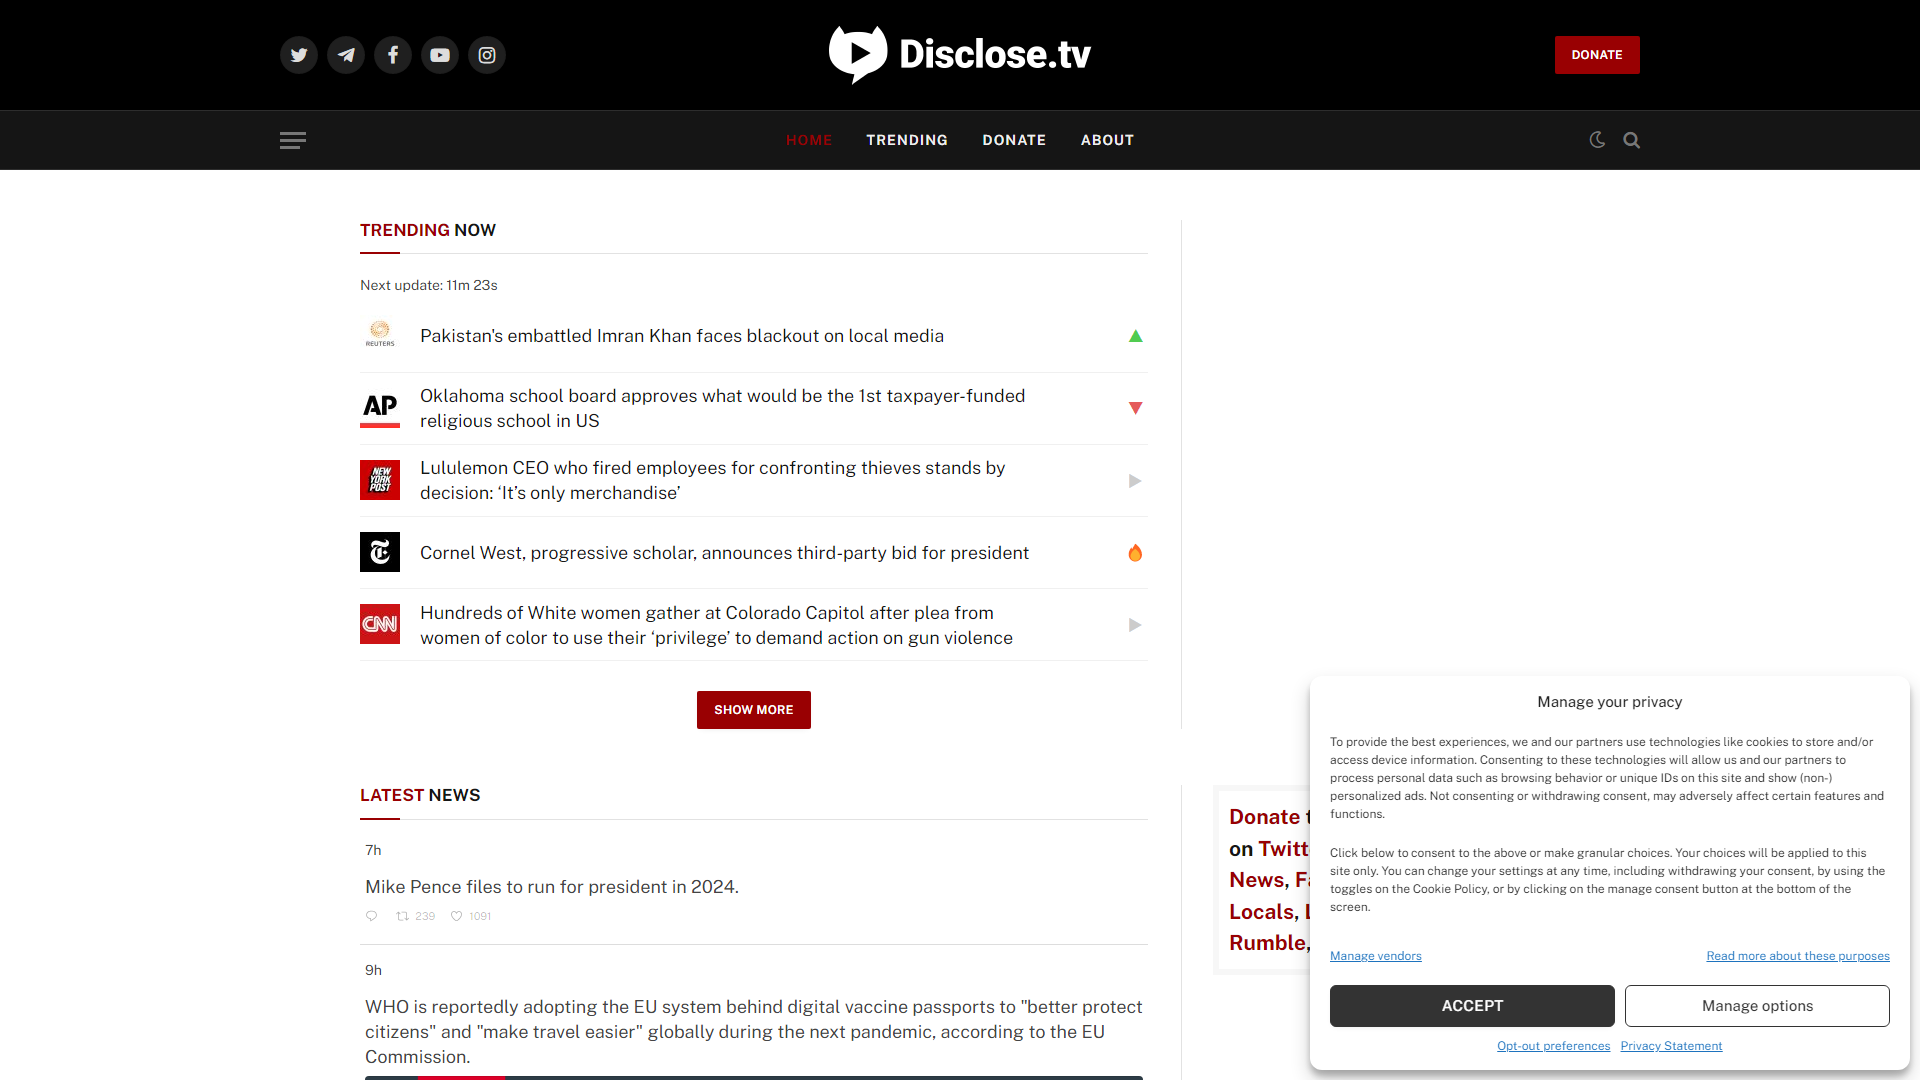 Disclose.tv
DONATE
HOME TRENDING DONATE ABOUT
TRENDING NOW
Next update: 11m 23s
REUTERS
Pakistan's embattled Imran Khan faces blackout on local media
AP
Oklahoma school board approves what would be the 1st taxpayer-funded
religious school in US
NEW
YORK
POST
Lululemon CEO who fired employees for confronting thieves stands by
decision: ‘It’s only merchandise’
Cornel West, progressive scholar, announces third-party bid for president
CNN
Hundreds of White women gather at Colorado Capitol after plea from
women of color to use their ‘privilege’ to demand action on gun violence
SHOW MORE
LATEST NEWS
7h
Mike Pence files to run for president in 2024.
239 1091
9h
WHO is reportedly adopting the EU system behind digital vaccine passports to "better protect
citizens" and "make travel easier" globally during the next pandemic, according to the EU
Commission.
Donate
on Twitt
News,
Locals,
Rumble,
Manage your privacy
To provide the best experiences, we and our partners use technologies like cookies to store and/or
access device information. Consenting to these technologies will allow us and our partners to
process personal data such as browsing behavior or unique IDs on this site and show (non-)
personalized ads. Not consenting or withdrawing consent, may adversely affect certain features and
functions.
Click below to consent to the above or make granular choices. Your choices will be applied to this
site only. You can change your settings at any time, including withdrawing your consent, by using the
toggles on the Cookie Policy, or by clicking on the manage consent button at the bottom of the
screen.
Manage vendors Read more about these purposes
ACCEPT Manage options
Opt-out preferences Privacy Statement